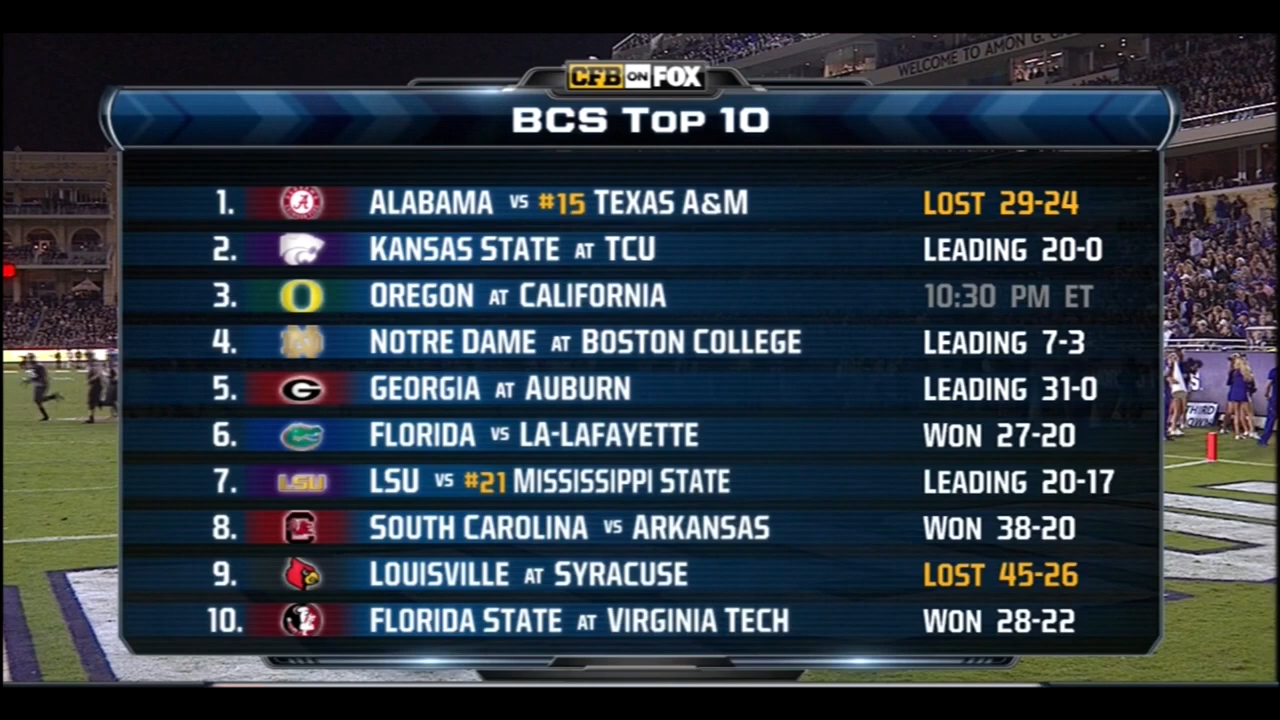 WELCOME TO AMON G.
CFB ON FOX
BCS TOP 10
1. ALABAMA VS #15 TEXAS A&M LOST 29-24
2. KANSAS STATE AT TCU LEADING 20-0
3. OREGON AT CALIFORNIA 10:30 PM ET
4. NOTRE DAME AT BOSTON COLLEGE LEADING 7-3
5. GEORGIA AT AUBURN LEADING 31-0
6. FLORIDA VS LA-LAFAYETTE WON 27-20
7. LSU LSU VS #21 MISSISSIPPI STATE LEADING 20-17
8. SOUTH CAROLINA VS ARKANSAS WON 38-20
9. LOUISVILLE AT SYRACUSE LOST 45-26
10. FLORIDA STATE AT VIRGINIA TECH WON 28-22
THIRD